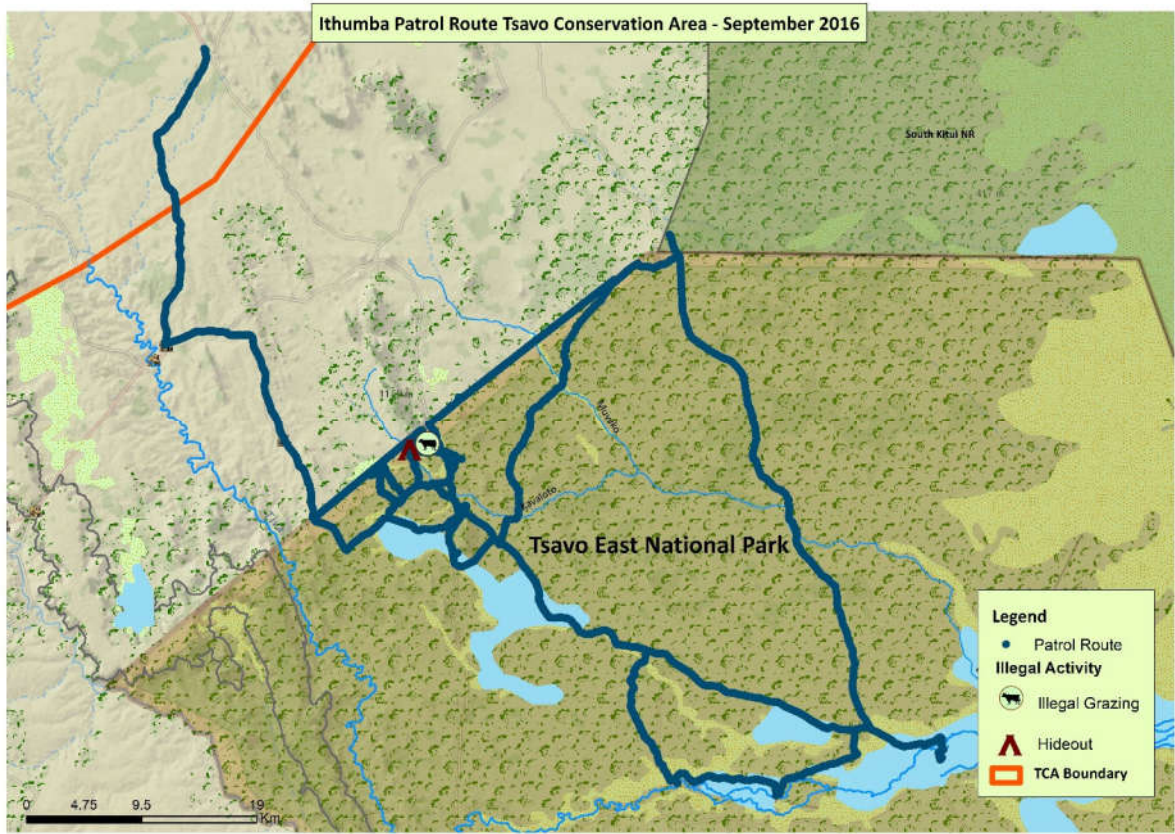 Ithumba Patrol Route Tsavo Conservation Area - September 2016
South Kitui NR
Muvuko
Tsavo East National Park
Legend
Patrol Route
Illegal Activity
Illegal Grazing
Hideout
TCA Boundary
0 4.75 9.5 19
Km